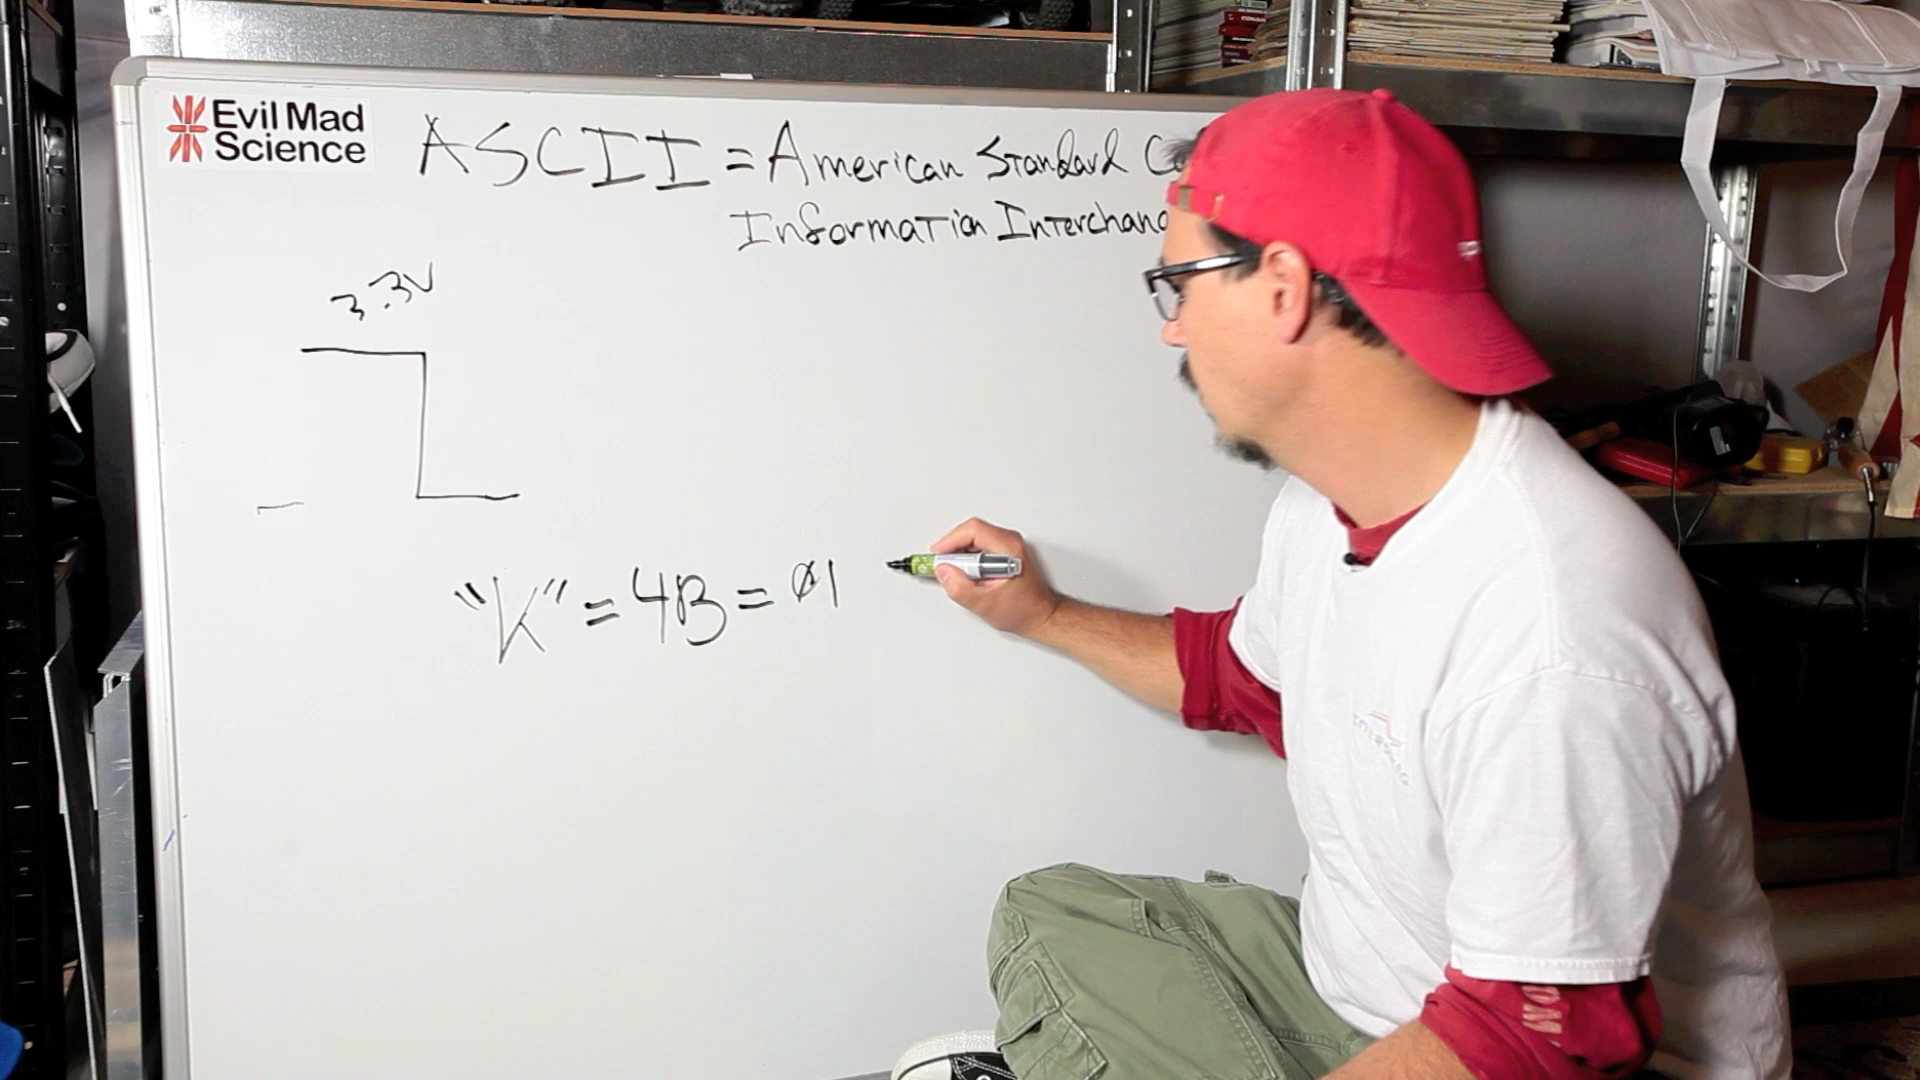 Evil Mad
Science
ASCII = American Standard
Information Interchang
3.3V
"K" = 4B = 01